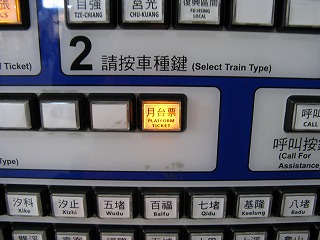 自強 莒光 復興區間
TZE-CHIANG CHU-KUANG FU-HSING LOCAL
Ticket)
2 請按車種鍵 (Select Train Type)
月台票
PLATFORM
TICKET
呼叫
CALL
呼叫按
(Call For
Assistance)
Type)
汐科 汐止 五堵 百福 七堵 基隆 八堵
Xike Xizhi Wudu Baifu Qidu Keelung Badu